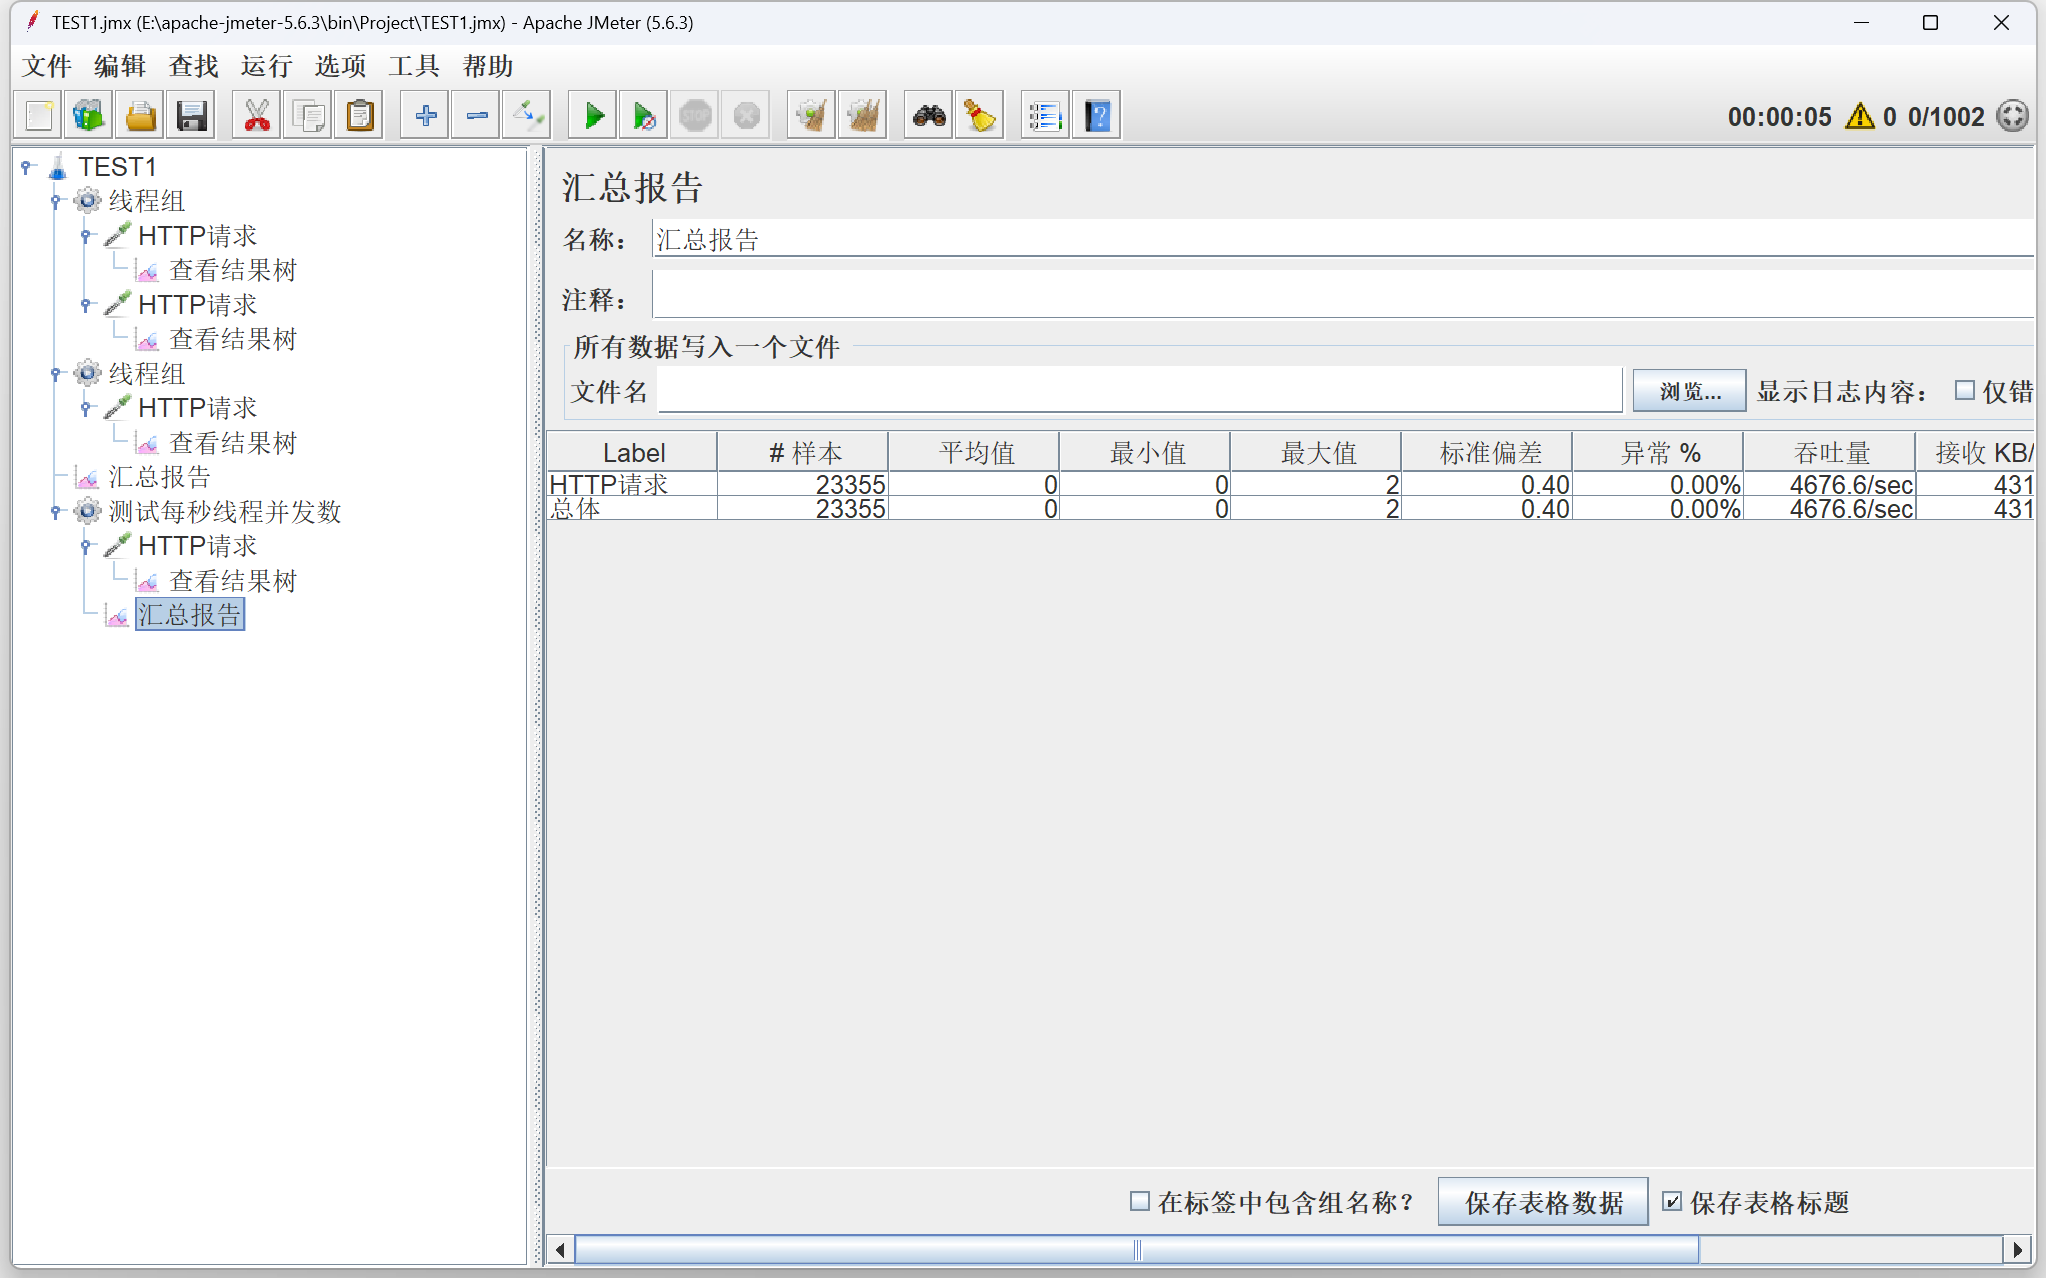 TEST1.jmx (E:\apache-jmeter-5.6.3\bin\Project\TEST1.jmx) - Apache JMeter (5.6.3)
文件 编辑 查找 运行 选项 工具 帮助
STOP
00:00:05 0 0/1002
TEST1
线程组
HTTP请求
查看结果树
HTTP请求
查看结果树
线程组
HTTP请求
查看结果树
汇总报告
测试每秒线程并发数
HTTP请求
查看结果树
汇总报告
汇总报告
名称： 汇总报告
注释：
所有数据写入一个文件
文件名 浏览... 显示日志内容： 仅错
Label # 样本 平均值 最小值 最大值 标准偏差 异常 % 吞吐量 接收 KB/
HTTP请求 23355 0 0 2 0.40 0.00% 4676.6/sec 431
总体 23355 0 0 2 0.40 0.00% 4676.6/sec 431
在标签中包含组名称? 保存表格数据 保存表格标题